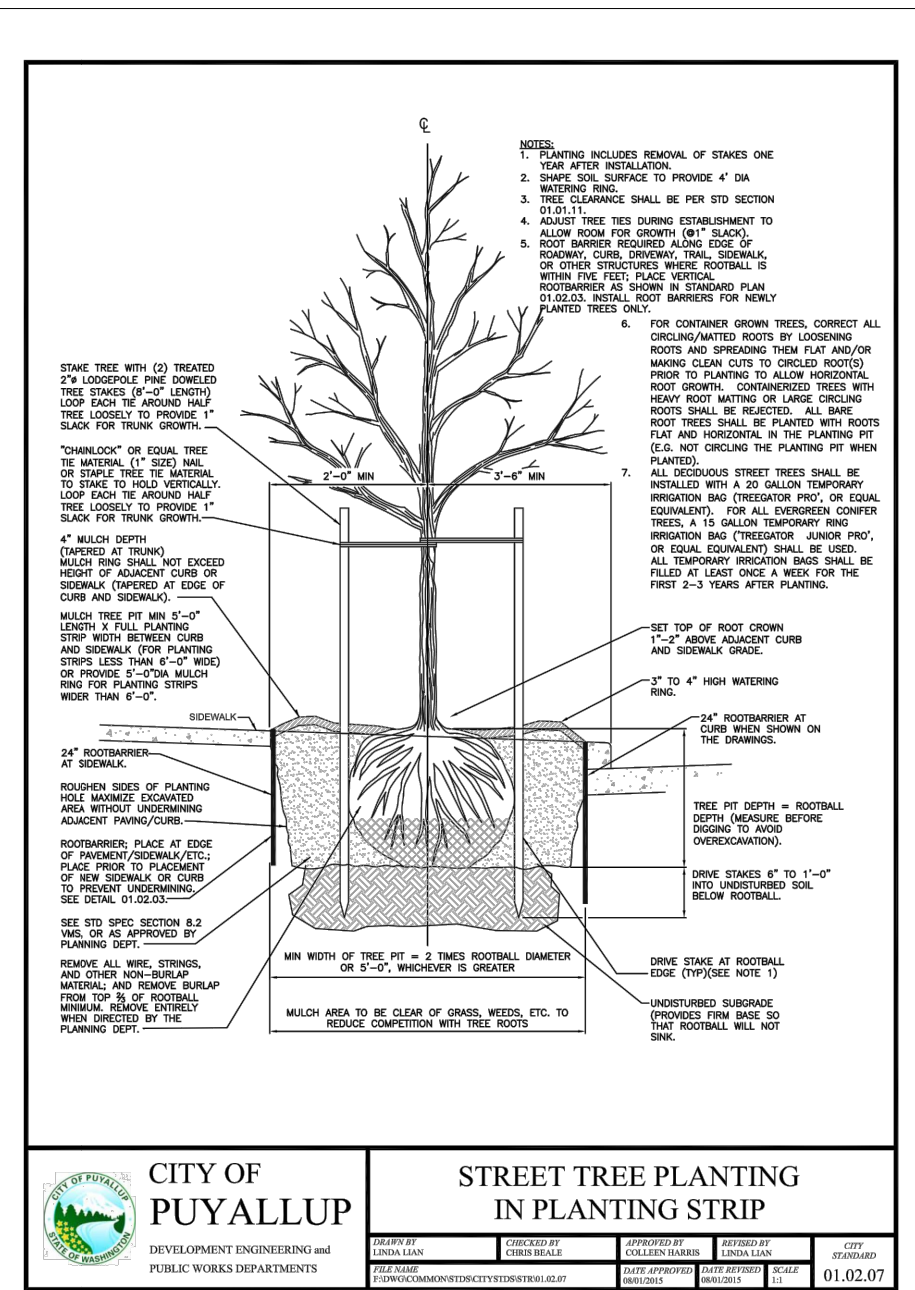 ℄
NOTES:
1. PLANTING INCLUDES REMOVAL OF STAKES ONE
YEAR AFTER INSTALLATION.
2. SHAPE SOIL SURFACE TO PROVIDE 4' DIA
WATERING RING.
3. TREE CLEARANCE SHALL BE PER STD SECTION
01.01.11.
4. ADJUST TREE TIES DURING ESTABLISHMENT TO
ALLOW ROOM FOR GROWTH (@1" SLACK).
5. ROOT BARRIER REQUIRED ALONG EDGE OF
ROADWAY, CURB, DRIVEWAY, TRAIL, SIDEWALK,
OR OTHER STRUCTURES WHERE ROOTBALL IS
WITHIN FIVE FEET; PLACE VERTICAL
ROOTBARRIER AS SHOWN IN STANDARD PLAN
01.02.03. INSTALL ROOT BARRIERS FOR NEWLY
PLANTED TREES ONLY.
6. FOR CONTAINER GROWN TREES, CORRECT ALL
CIRCLING/MATTED ROOTS BY LOOSENING
ROOTS AND SPREADING THEM FLAT AND/OR
MAKING CLEAN CUTS TO CIRCLED ROOT(S)
PRIOR TO PLANTING TO ALLOW HORIZONTAL
ROOT GROWTH. CONTAINERIZED TREES WITH
HEAVY ROOT MATTING OR LARGE CIRCLING
ROOTS SHALL BE REJECTED. ALL BARE
ROOT TREES SHALL BE PLANTED WITH ROOTS
FLAT AND HORIZONTAL IN THE PLANTING PIT
(E.G. NOT CIRCLING THE PLANTING PIT WHEN
PLANTED).
7. ALL DECIDUOUS STREET TREES SHALL BE
INSTALLED WITH A 20 GALLON TEMPORARY
IRRIGATION BAG (TREEGATOR PRO', OR EQUAL
EQUIVALENT). FOR ALL EVERGREEN CONIFER
TREES, A 15 GALLON TEMPORARY RING
IRRIGATION BAG ('TREEGATOR JUNIOR PRO',
OR EQUAL EQUIVALENT) SHALL BE USED.
ALL TEMPORARY IRRICATION BAGS SHALL BE
FILLED AT LEAST ONCE A WEEK FOR THE
FIRST 2-3 YEARS AFTER PLANTING.
STAKE TREE WITH (2) TREATED
2"ø LODGEPOLE PINE DOWELED
TREE STAKES (8'-0" LENGTH)
LOOP EACH TIE AROUND HALF
TREE LOOSELY TO PROVIDE 1"
SLACK FOR TRUNK GROWTH.
"CHAINLOCK" OR EQUAL TREE
TIE MATERIAL (1" SIZE) NAIL
OR STAPLE TREE TIE MATERIAL
TO STAKE TO HOLD VERTICALLY.
LOOP EACH TIE AROUND HALF
TREE LOOSELY TO PROVIDE 1"
SLACK FOR TRUNK GROWTH.
2'-0" MIN
3'-6" MIN
4" MULCH DEPTH
(TAPERED AT TRUNK)
MULCH RING SHALL NOT EXCEED
HEIGHT OF ADJACENT CURB OR
SIDEWALK (TAPERED AT EDGE OF
CURB AND SIDEWALK).
MULCH TREE PIT MIN 5'-0"
LENGTH X FULL PLANTING
STRIP WIDTH BETWEEN CURB
AND SIDEWALK (FOR PLANTING
STRIPS LESS THAN 6'-0" WIDE)
OR PROVIDE 5'-0"DIA MULCH
RING FOR PLANTING STRIPS
WIDER THAN 6'-0".
SIDEWALK
24" ROOTBARRIER
AT SIDEWALK.
ROUGHEN SIDES OF PLANTING
HOLE MAXIMIZE EXCAVATED
AREA WITHOUT UNDERMINING
ADJACENT PAVING/CURB.
ROOTBARRIER; PLACE AT EDGE
OF PAVEMENT/SIDEWALK/ETC.;
PLACE PRIOR TO PLACEMENT
OF NEW SIDEWALK OR CURB
TO PREVENT UNDERMINING.
SEE DETAIL 01.02.03.
SEE STD SPEC SECTION 8.2
VMS, OR AS APPROVED BY
PLANNING DEPT.
REMOVE ALL WIRE, STRINGS,
AND OTHER NON-BURLAP
MATERIAL; AND REMOVE BURLAP
FROM TOP ⅔ OF ROOTBALL
MINIMUM. REMOVE ENTIRELY
WHEN DIRECTED BY THE
PLANNING DEPT.
SET TOP OF ROOT CROWN
1"-2" ABOVE ADJACENT CURB
AND SIDEWALK GRADE.
3" TO 4" HIGH WATERING
RING.
24" ROOTBARRIER AT
CURB WHEN SHOWN ON
THE DRAWINGS.
TREE PIT DEPTH = ROOTBALL
DEPTH (MEASURE BEFORE
DIGGING TO AVOID
OVEREXCAVATION).
DRIVE STAKES 6" TO 1'-0"
INTO UNDISTURBED SOIL
BELOW ROOTBALL.
MIN WIDTH OF TREE PIT = 2 TIMES ROOTBALL DIAMETER
OR 5'-0", WHICHEVER IS GREATER
MULCH AREA TO BE CLEAR OF GRASS, WEEDS, ETC. TO
REDUCE COMPETITION WITH TREE ROOTS
DRIVE STAKE AT ROOTBALL
EDGE (TYP)(SEE NOTE 1)
UNDISTURBED SUBGRADE
(PROVIDES FIRM BASE SO
THAT ROOTBALL WILL NOT
SINK.
CITY OF PUYALLUP
STATE OF WASHINGTON
CITY OF
PUYALLUP
DEVELOPMENT ENGINEERING and
PUBLIC WORKS DEPARTMENTS
STREET TREE PLANTING
IN PLANTING STRIP
DRAWN BY
LINDA LIAN
CHECKED BY
CHRIS BEALE
APPROVED BY
COLLEEN HARRIS
REVISED BY
LINDA LIAN
CITY
STANDARD
FILE NAME
F:\DWG\COMMON\STDS\CITYSTDS\STR\01.02.07
DATE APPROVED
08/01/2015
DATE REVISED
08/01/2015
SCALE
1:1
01.02.07